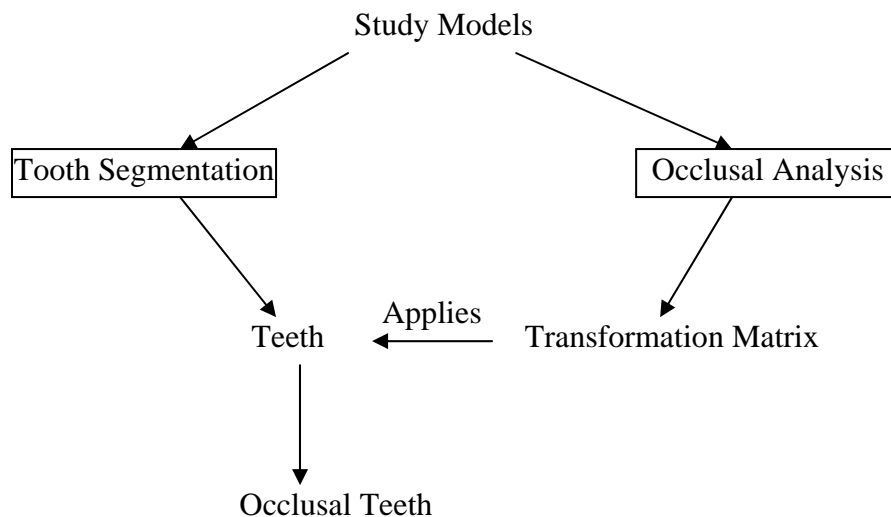 Study Models
Tooth Segmentation
Occlusal Analysis
Applies
Teeth
Transformation Matrix
Occlusal Teeth